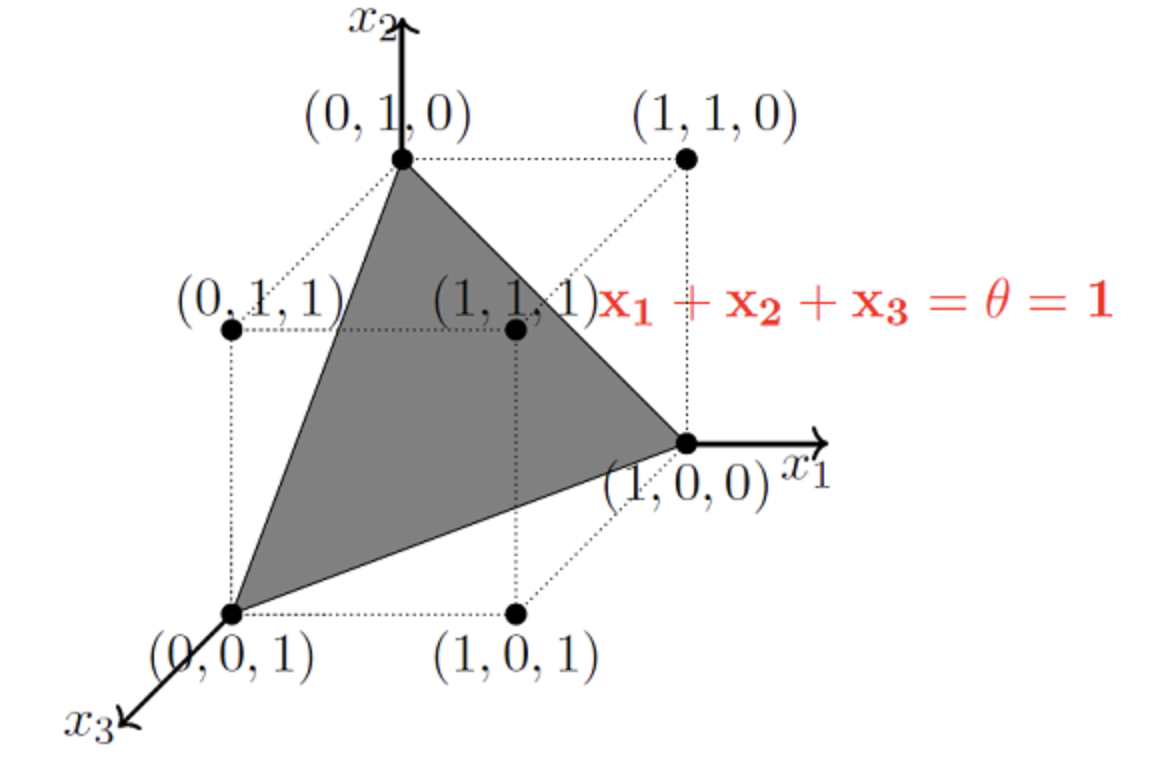 x₂
(0, 1, 0) (1, 1, 0)
(0, 1, 1) (1, 1, 1) x₁ + x₂ + x₃ = θ = 1
(1, 0, 0) x₁
(0, 0, 1) (1, 0, 1)
x₃